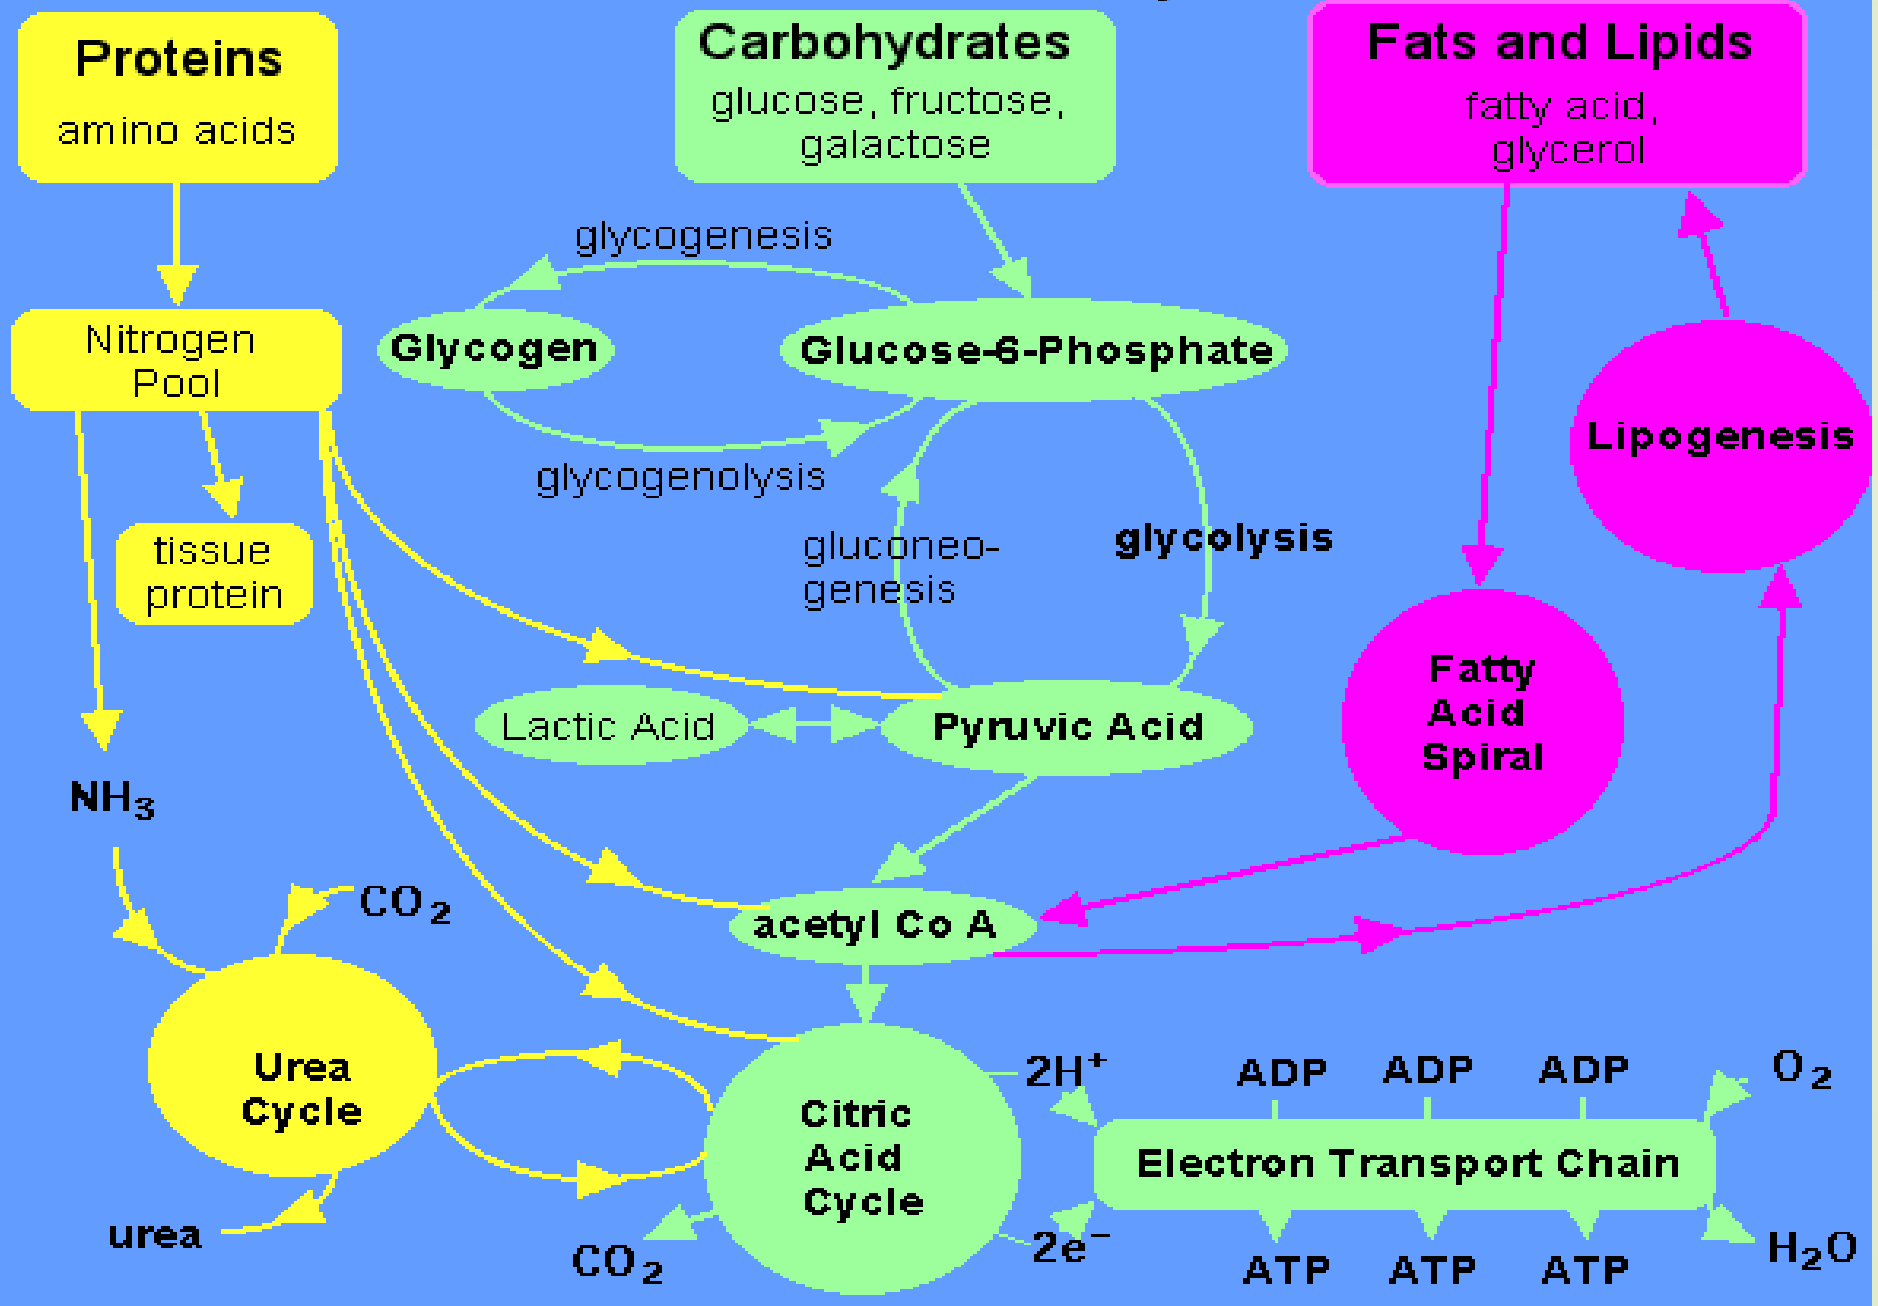 Proteins
amino acids
Carbohydrates
glucose, fructose,
galactose
Fats and Lipids
fatty acid,
glycerol
glycogenesis
Nitrogen
Pool
Glycogen
Glucose-6-Phosphate
Lipogenesis
glycogenolysis
tissue
protein
gluconeo-
genesis
glycolysis
Fatty
Acid
Spiral
Lactic Acid
Pyruvic Acid
NH₃
CO₂
acetyl Co A
Urea
Cycle
Citric
Acid
Cycle
2H⁺
ADP
ADP
ADP
O₂
Electron Transport Chain
urea
CO₂
2e⁻
ATP
ATP
ATP
H₂O